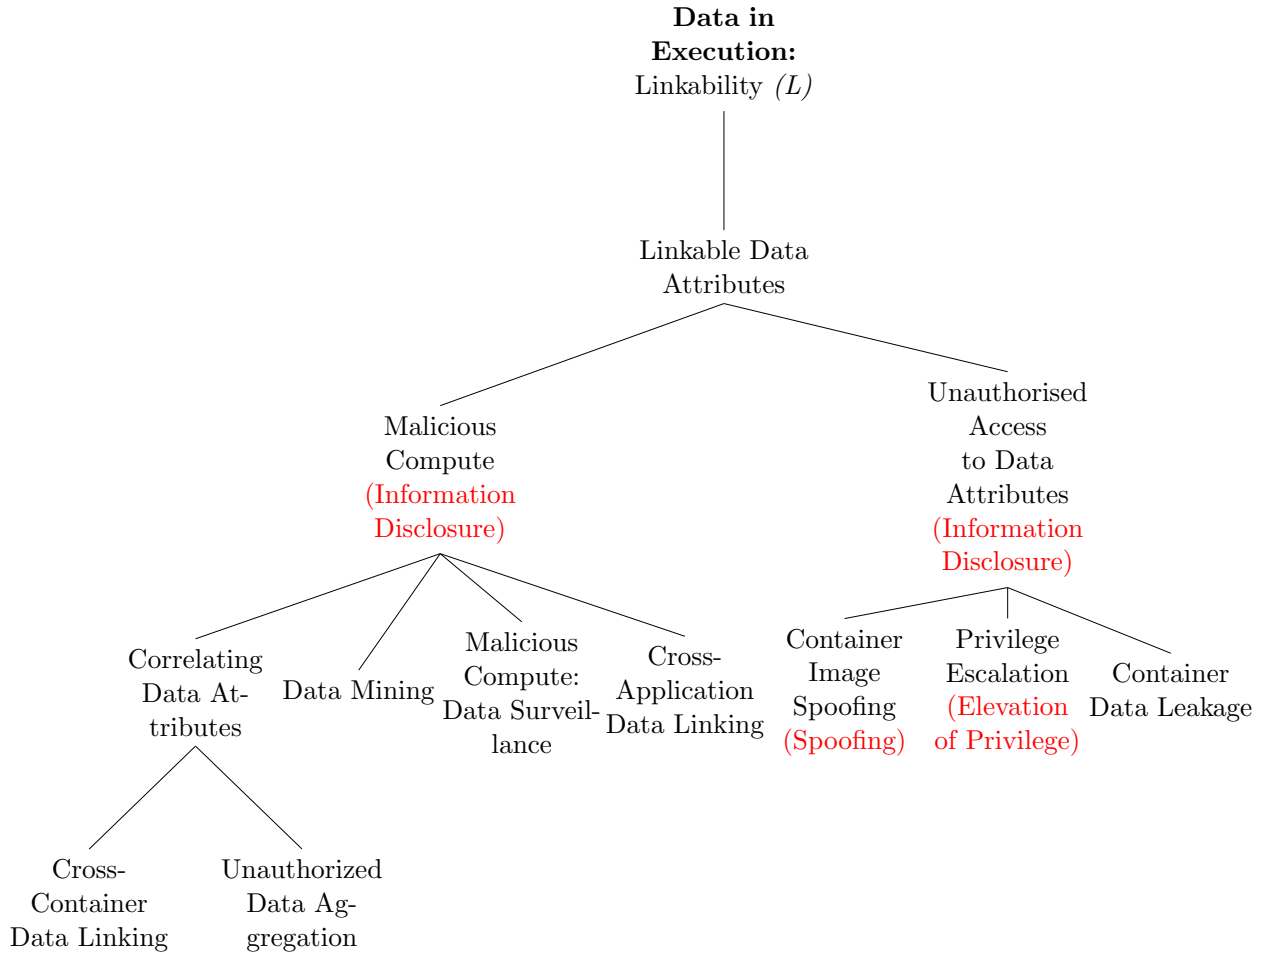 Data in
Execution:
Linkability (L)
Linkable Data
Attributes
Malicious
Compute
(Information
Disclosure)
Unauthorised
Access
to Data
Attributes
(Information
Disclosure)
Correlating
Data At-
tributes
Data Mining
Malicious
Compute:
Data Surveil-
lance
Cross-
Application
Data Linking
Container
Image
Spoofing
(Spoofing)
Privilege
Escalation
(Elevation
of Privilege)
Container
Data Leakage
Cross-
Container
Data Linking
Unauthorized
Data Ag-
gregation